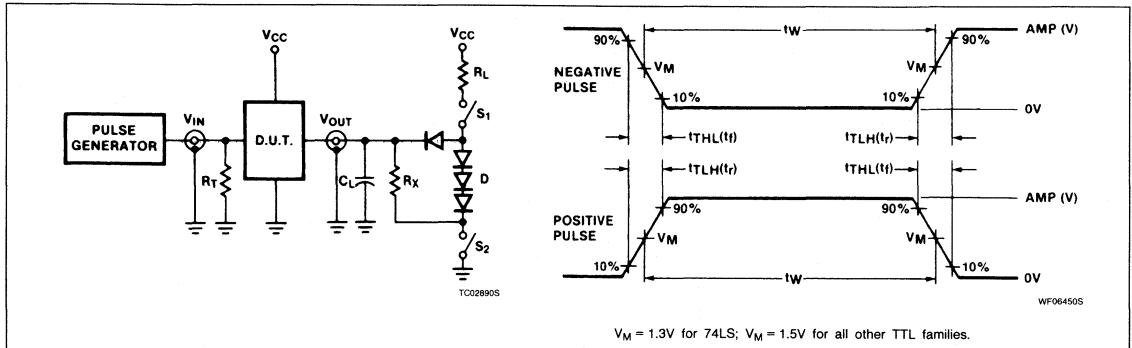 VCC
VCC
RL
S1
PULSE
GENERATOR
VIN
D.U.T.
VOUT
RT
CL
RX
D
S2
TC02890S
NEGATIVE
PULSE
90%
tW
90%
AMP (V)
VM
VM
10%
10%
0V
tTHL(tf)
tTLH(tr)
tTLH(tr)
tTHL(tf)
POSITIVE
PULSE
90%
90%
AMP (V)
VM
VM
10%
10%
tW
0V
WF06450S
VM = 1.3V for 74LS; VM = 1.5V for all other TTL families.